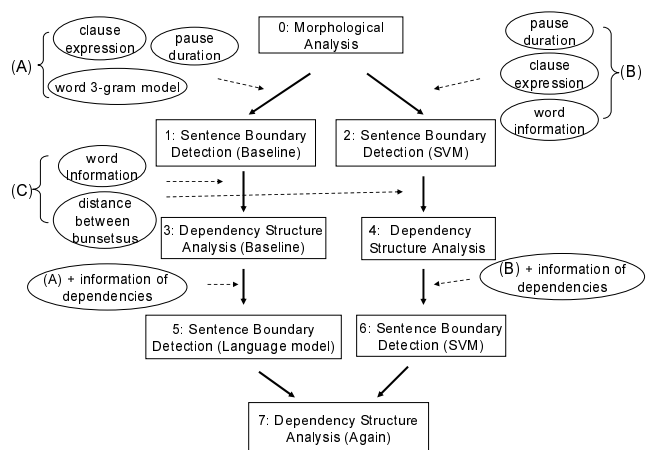 clause
expression
pause
duration
(A)
word 3-gram model
0: Morphological
Analysis
pause
duration
clause
expression
(B)
word
information
1: Sentence Boundary
Detection (Baseline)
2: Sentence Boundary
Detection (SVM)
word
Information
(C)
distance
between
bunsetsus
3: Dependency Structure
Analysis (Baseline)
4: Dependency
Structure Analysis
(A) + information of
dependencies
(B) + information of
dependencies
5: Sentence Boundary
Detection (Language model)
6: Sentence Boundary
Detection (SVM)
7: Dependency Structure
Analysis (Again)